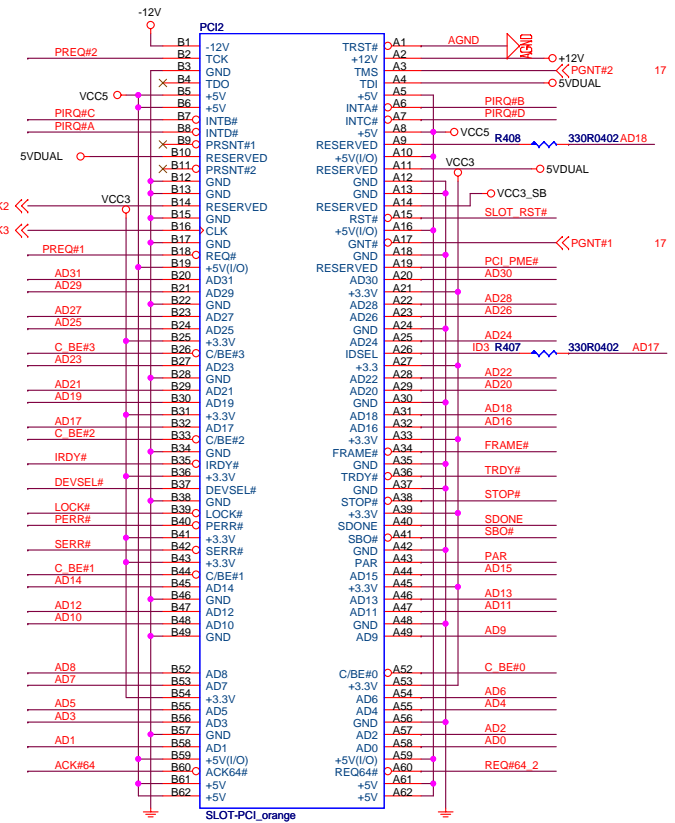 -12V
PCI2
B1 -12V TRST# A1 AGND AGND
PREQ#2 B2 TCK +12V A2 +12V
B3 GND TMS A3 PGNT#2 17
B4 TDO TDI A4 5VDUAL
VCC5 B5 +5V +5V A5
B6 +5V INTA# A6 PIRQ#B
PIRQ#C B7 INTB# INTC# A7 PIRQ#D
PIRQ#A B8 INTD# +5V A8 VCC5
B9 PRSNT#1 RESERVED A9 R408 330R0402 AD18
5VDUAL B10 RESERVED +5V(I/O) A10
B11 PRSNT#2 RESERVED A11 VCC3 5VDUAL
B12 GND GND A12
B13 GND GND A13 VCC3_SB
K2 VCC3 B14 RESERVED RESERVED A14
B15 GND RST# A15 SLOT_RST#
K3 B16 CLK +5V(I/O) A16
B17 GND GNT# A17 PGNT#1 17
PREQ#1 B18 REQ# GND A18
B19 +5V(I/O) RESERVED A19 PCI_PME#
AD31 B20 AD31 AD30 A20 AD30
AD29 B21 AD29 +3.3V A21
B22 GND AD28 A22 AD28
AD27 B23 AD27 AD26 A23 AD26
AD25 B24 AD25 GND A24
B25 +3.3V AD24 A25 AD24
C_BE#3 B26 C/BE#3 IDSEL A26 ID3 R407 330R0402 AD17
AD23 B27 AD23 +3.3 A27
B28 GND AD22 A28 AD22
AD21 B29 AD21 AD20 A29 AD20
AD19 B30 AD19 GND A30
B31 +3.3V AD18 A31 AD18
AD17 B32 AD17 AD16 A32 AD16
C_BE#2 B33 C/BE#2 +3.3V A33
B34 GND FRAME# A34 FRAME#
IRDY# B35 IRDY# GND A35
B36 +3.3V TRDY# A36 TRDY#
DEVSEL# B37 DEVSEL# GND A37
B38 GND STOP# A38 STOP#
LOCK# B39 LOCK# +3.3V A39
PERR# B40 PERR# SDONE A40 SDONE
B41 +3.3V SBO# A41 SBO#
SERR# B42 SERR# GND A42
B43 +3.3V PAR A43 PAR
C_BE#1 B44 C/BE#1 AD15 A44 AD15
AD14 B45 AD14 +3.3V A45
B46 GND AD13 A46 AD13
AD12 B47 AD12 AD11 A47 AD11
AD10 B48 AD10 GND A48
B49 GND AD9 A49 AD9
AD8 B52 AD8 C/BE#0 A52 C_BE#0
AD7 B53 AD7 +3.3V A53
B54 +3.3V AD6 A54 AD6
AD5 B55 AD5 AD4 A55 AD4
AD3 B56 AD3 GND A56
B57 GND AD2 A57 AD2
AD1 B58 AD1 AD0 A58 AD0
B59 +5V(I/O) +5V(I/O) A59
ACK#64 B60 ACK64# REQ64# A60 REQ#64_2
B61 +5V +5V A61
B62 +5V +5V A62
SLOT-PCI_orange